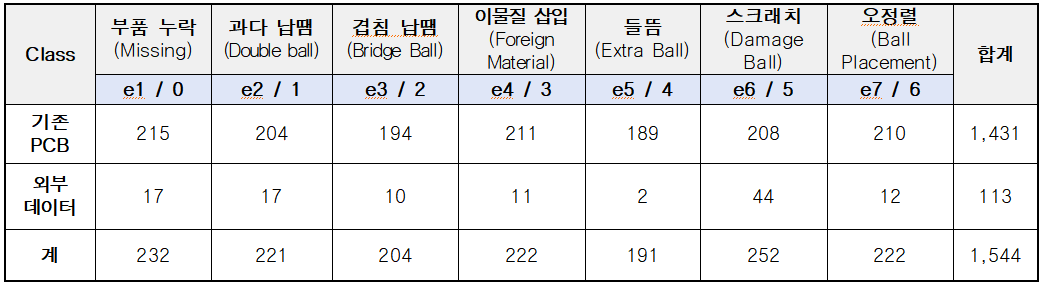 Class
부품 누락
(Missing)
과다 납땜
(Double ball)
겹침 납땜
(Bridge Ball)
이물질 삽입
(Foreign
Material)
들뜸
(Extra Ball)
스크래치
(Damage
Ball)
오정렬
(Ball
Placement)
합계
e1 / 0
e2 / 1
e3 / 2
e4 / 3
e5 / 4
e6 / 5
e7 / 6
기존
PCB
215
204
194
211
189
208
210
1,431
외부
데이터
17
17
10
11
2
44
12
113
계
232
221
204
222
191
252
222
1,544